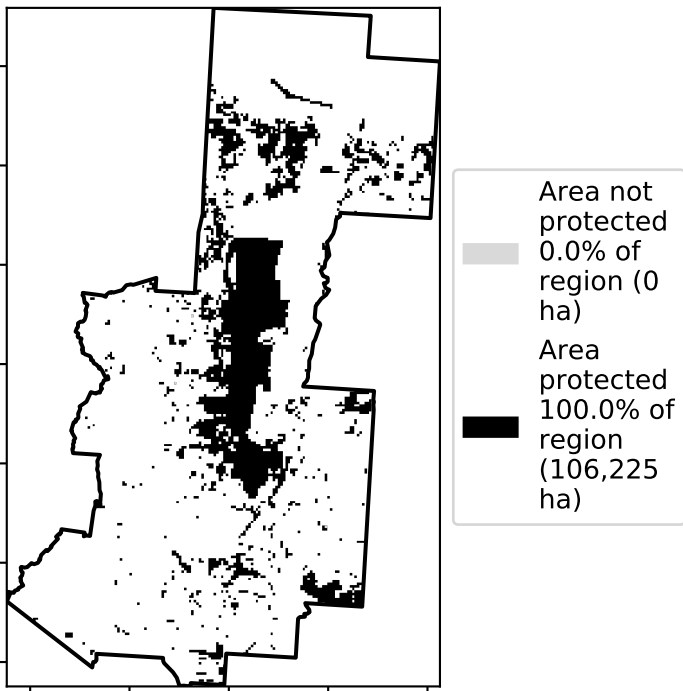 Area not
protected
0.0% of
region (0
ha)
Area
protected
100.0% of
region
(106,225
ha)